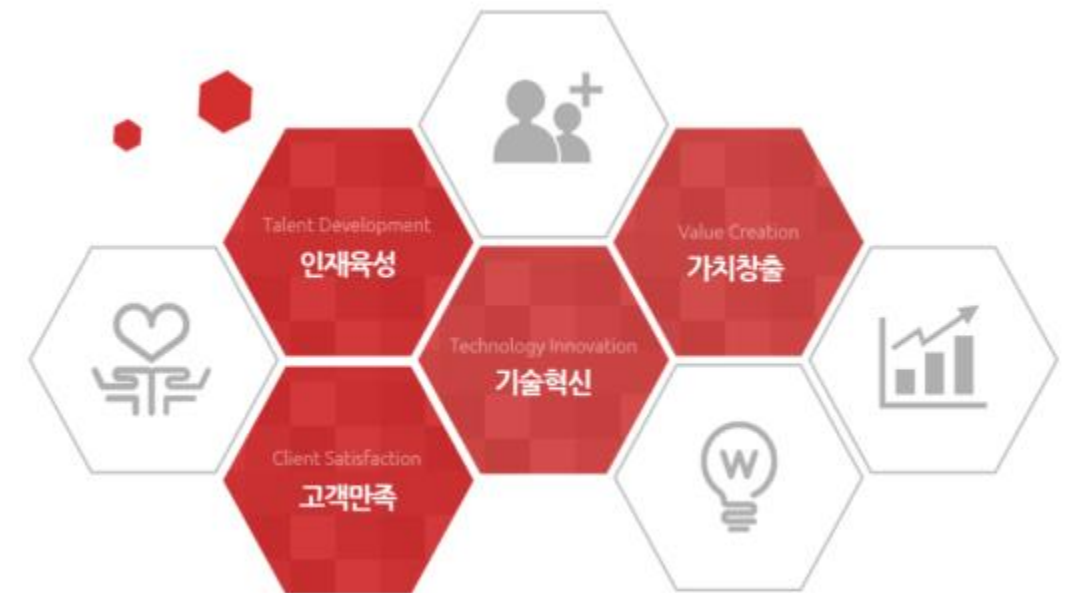 Talent Development
인재육성
Value Creation
가치창출
Technology Innovation
기술혁신
Client Satisfaction
고객만족
W